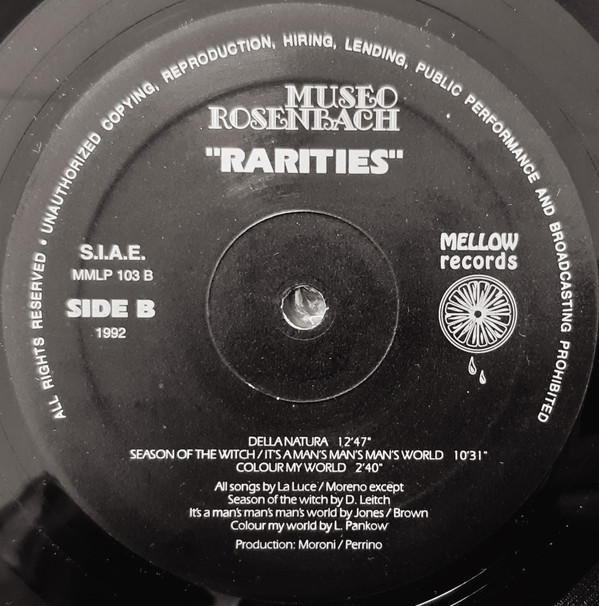 ALL RIGHTS RESERVED • UNAUTHORIZED COPYING, REPRODUCTION, HIRING, LENDING, PUBLIC PERFORMANCE AND BROADCASTING PROHIBITED
MUSEO
ROSENBACH
"RARITIES"
S.I.A.E.
MMLP 103 B
SIDE B
1992
MELLOW
records
DELLA NATURA 12'47"
SEASON OF THE WITCH / IT'S A MAN'S MAN'S MAN'S WORLD 10'31"
COLOUR MY WORLD 2'40"
All songs by La Luce / Moreno except
Season of the witch by D. Leitch
It's a man's man's man's world by Jones / Brown
Colour my world by L. Pankow
Production: Moroni / Perrino